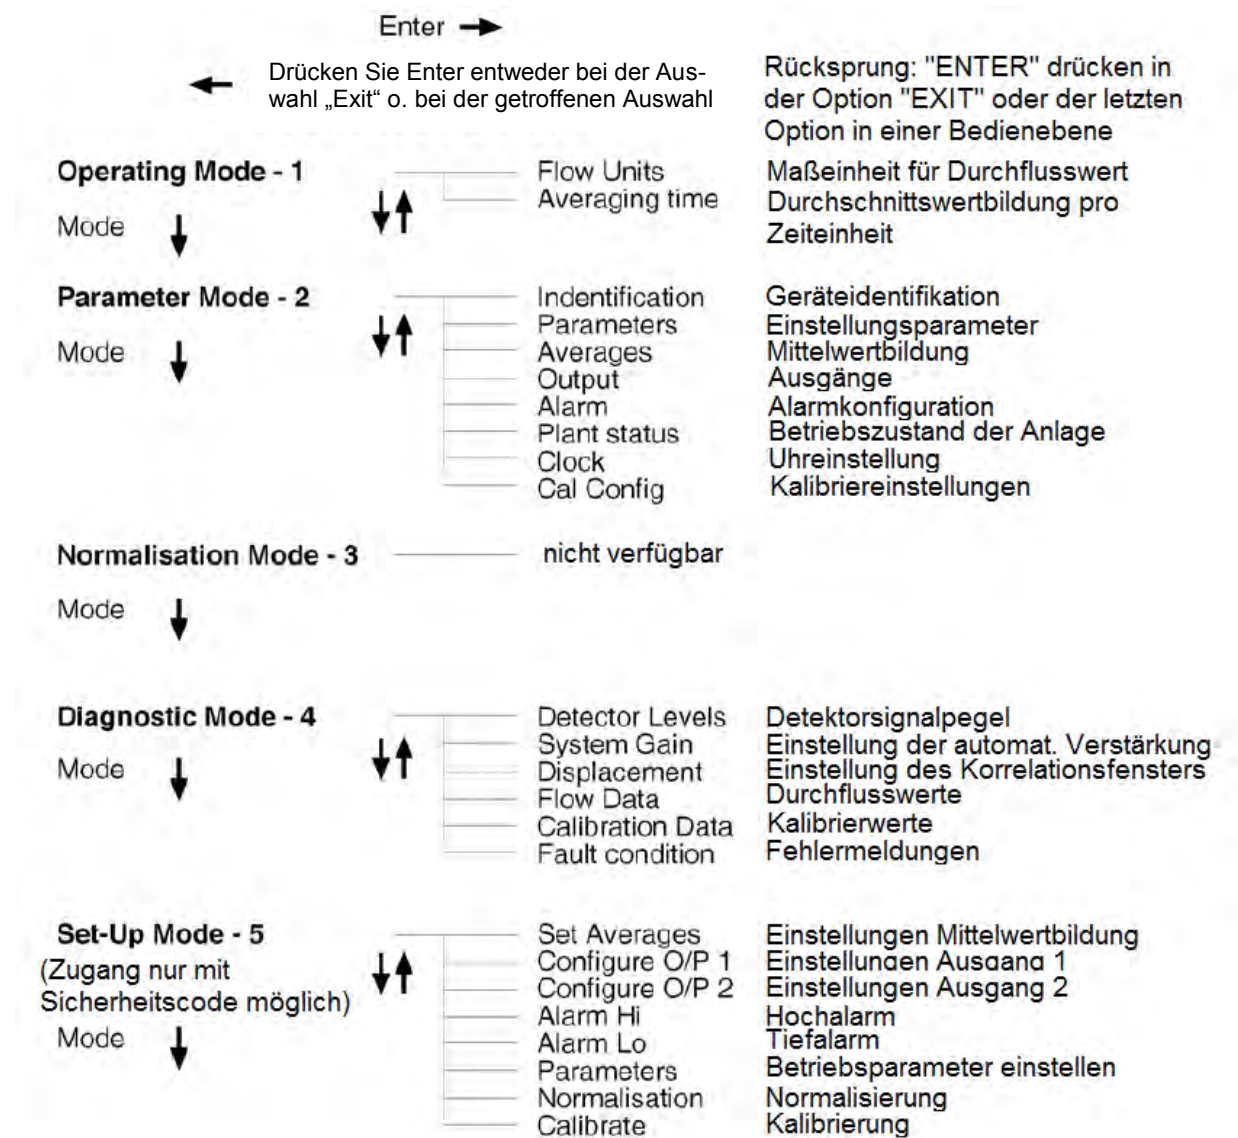 Enter
Drücken Sie Enter entweder bei der Aus-
wahl „Exit“ o. bei der getroffenen Auswahl
Rücksprung: "ENTER" drücken in
der Option "EXIT" oder der letzten
Option in einer Bedienebene
Operating Mode - 1
Flow Units Maßeinheit für Durchflusswert
Averaging time Durchschnittswertbildung pro
Mode Zeiteinheit
Parameter Mode - 2
Indentification Geräteidentifikation
Parameters Einstellungsparameter
Mode
Averages Mittelwertbildung
Output Ausgänge
Alarm Alarmkonfiguration
Plant status Betriebszustand der Anlage
Clock Uhreinstellung
Cal Config Kalibriereinstellungen
Normalisation Mode - 3 nicht verfügbar
Mode
Diagnostic Mode - 4
Detector Levels Detektorsignalpegel
System Gain Einstellung der automat. Verstärkung
Mode
Displacement Einstellung des Korrelationsfensters
Flow Data Durchflusswerte
Calibration Data Kalibrierwerte
Fault condition Fehlermeldungen
Set-Up Mode - 5
(Zugang nur mit
Sicherheitscode möglich)
Mode
Set Averages Einstellungen Mittelwertbildung
Configure O/P 1 Einstellungen Ausgang 1
Configure O/P 2 Einstellungen Ausgang 2
Alarm Hi Hochalarm
Alarm Lo Tiefalarm
Parameters Betriebsparameter einstellen
Normalisation Normalisierung
Calibrate Kalibrierung